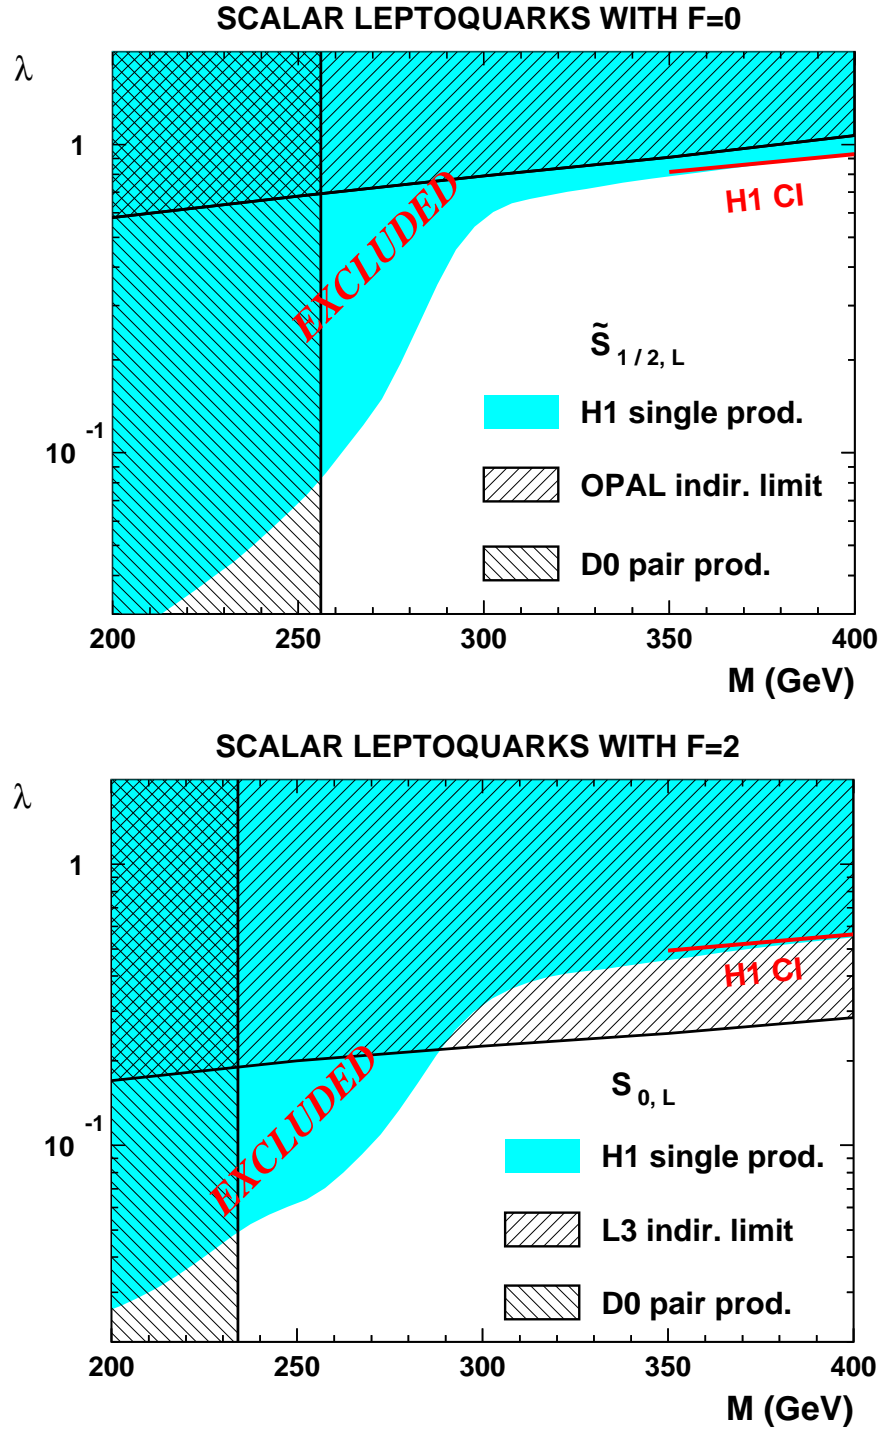 SCALAR LEPTOQUARKS WITH F=0
λ
1
10 -1
EXCLUDED
H1 CI
S̃ 1 / 2, L
H1 single prod.
OPAL indir. limit
D0 pair prod.
200 250 300 350 400
M (GeV)
SCALAR LEPTOQUARKS WITH F=2
λ
1
10 -1
EXCLUDED
H1 CI
S 0, L
H1 single prod.
L3 indir. limit
D0 pair prod.
200 250 300 350 400
M (GeV)